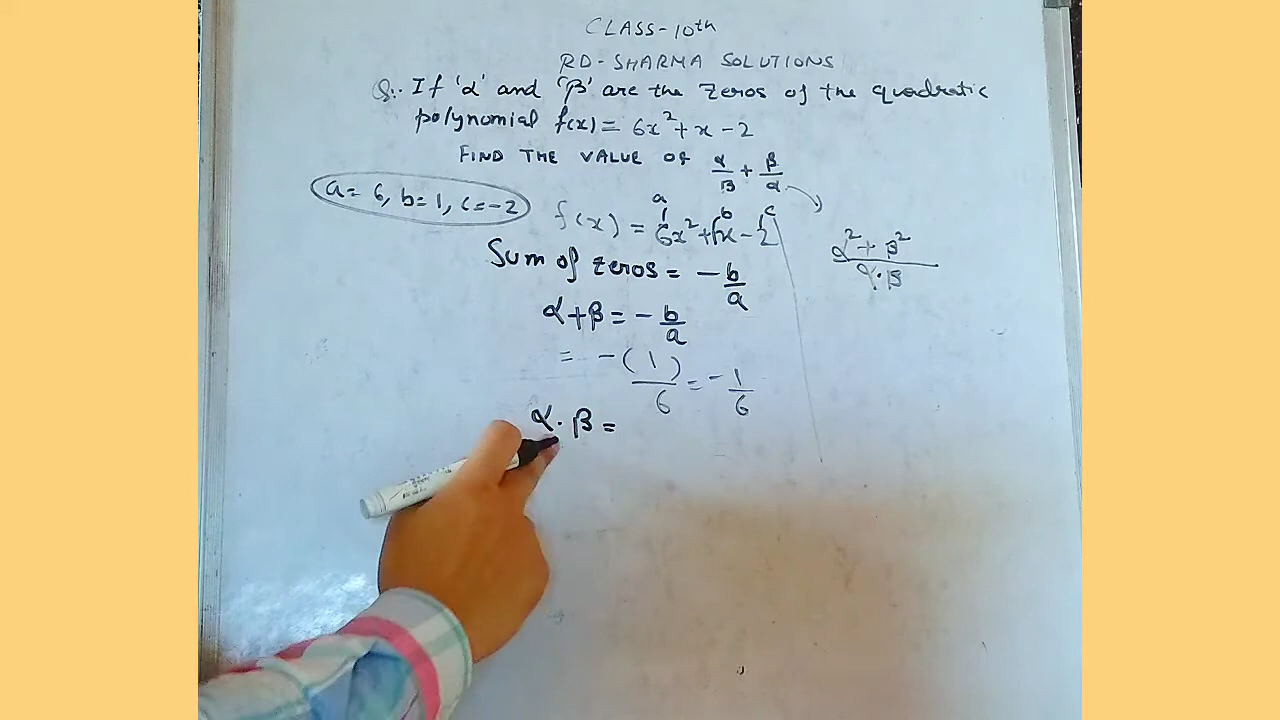 CLASS-10th
RD-SHARMA SOLUTIONS
Q:. If 'α' and 'β' are the zeros of the quadratic
polynomial f(x) = 6x² + x - 2
FIND THE VALUE OF α/β + β/α
a = 6, b = 1, c = -2
a b c
f(x) = 6x² + 1x - 2
α² + β² / α·β
Sum of zeros = - b/a
α + β = - b/a
= - (1)/6 = - 1/6
α · β =